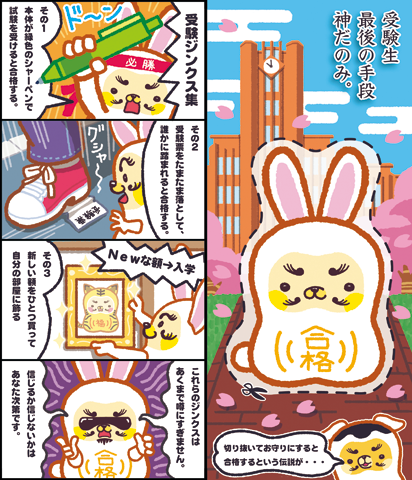 受験生
最後の手段
神だのみ。
合格
切り抜いてお守りにすると
合格するという伝説が・・・
受験ジンクス集
ド〜ン
必勝
その1
本体が緑色のシャーペンで
試験を受けると合格する。
その2
受験票をたまたま落として、
誰かに踏まれると合格する。
グシャ〜
受験票
Newな額→入学
その3
新しい額をひとつ買って
自分の部屋に飾る
福
これらのジンクスは
あくまで噂にすぎません。
信じるか信じないかは
あなた次第です。
合格